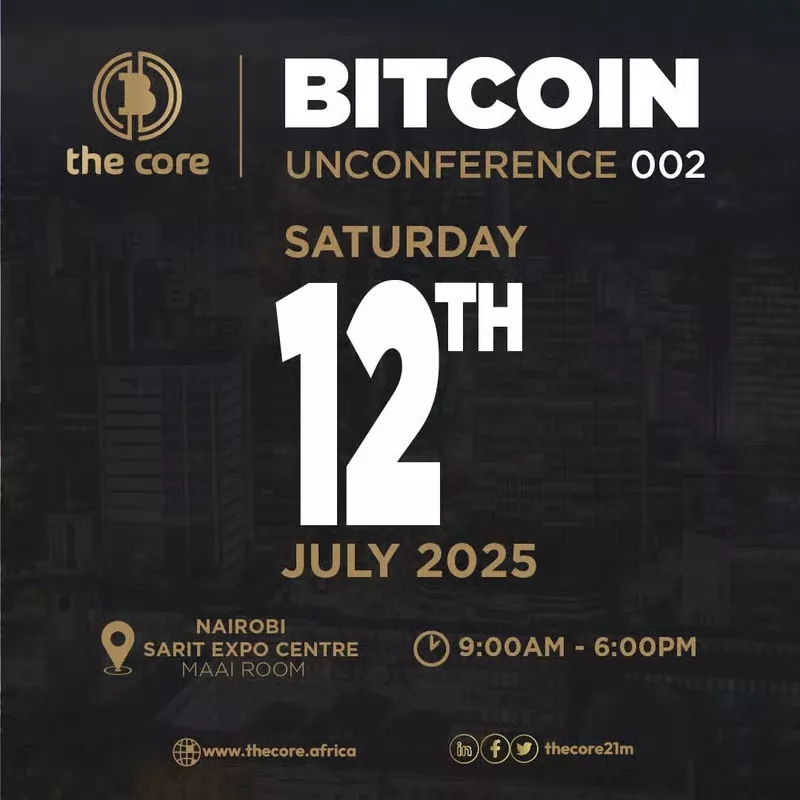 the core
BITCOIN
UNCONFERENCE 002
SATURDAY
12TH
JULY 2025
NAIROBI
SARIT EXPO CENTRE
MAAI ROOM
9:00AM - 6:00PM
www.thecore.africa
in f thecore21m